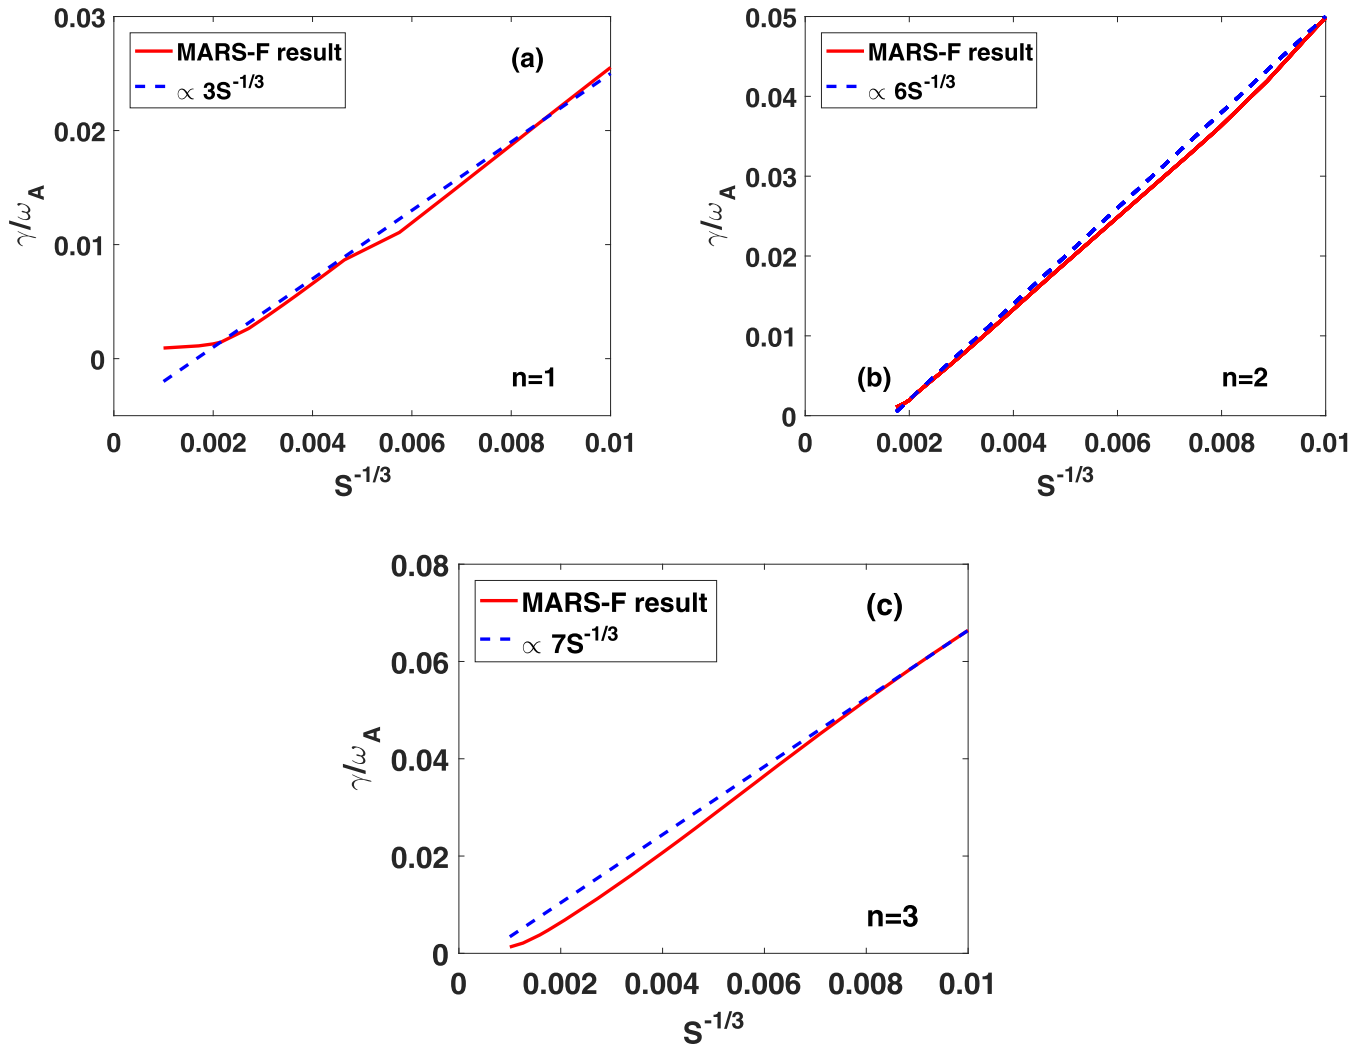 0.03
MARS-F result
∝ 3S^-1/3
(a)
0.02
γ/ω_A
0.01
0
n=1
0 0.002 0.004 0.006 0.008 0.01
S^-1/3
0.05
MARS-F result
∝ 6S^-1/3
0.04
0.03
γ/ω_A
0.02
0.01
(b)
n=2
0
0 0.002 0.004 0.006 0.008 0.01
S^-1/3
0.08
MARS-F result
(c)
∝ 7S^-1/3
0.06
γ/ω_A
0.04
0.02
n=3
0
0 0.002 0.004 0.006 0.008 0.01
S^-1/3